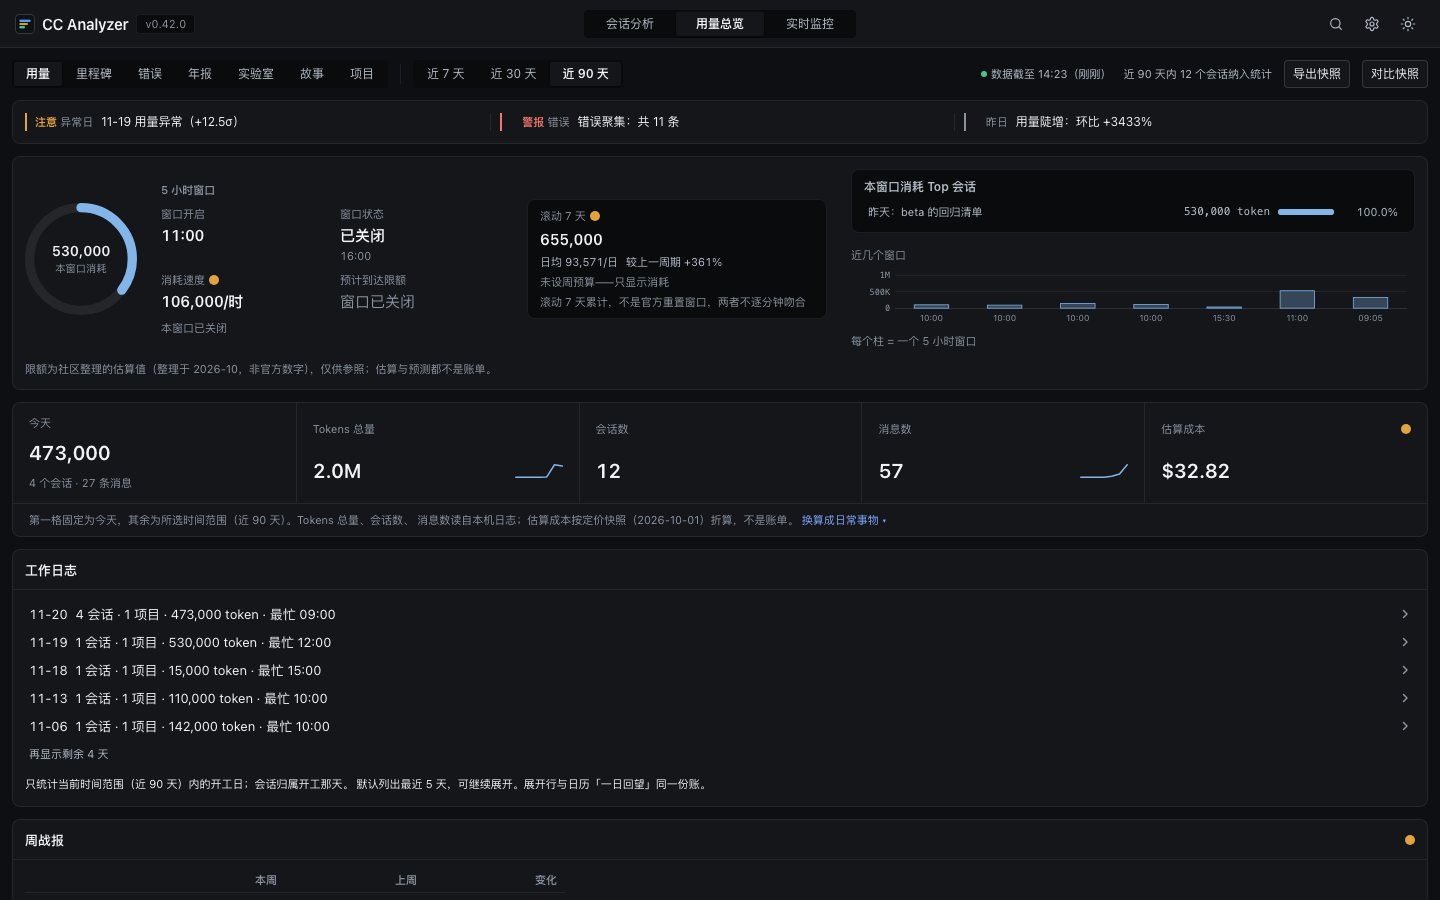 CC Analyzer v0.42.0
会话分析 用量总览 实时监控
用量 里程碑 错误 年报 实验室 故事 项目 近 7 天 近 30 天 近 90 天
数据截至 14:23（刚刚） 近 90 天内 12 个会话纳入统计 导出快照 对比快照
注意 异常日 11-19 用量异常（+12.5σ）
警报 错误 错误聚集：共 11 条
昨日 用量陡增：环比 +3433%
530,000
本窗口消耗
5 小时窗口
窗口开启
11:00
窗口状态
已关闭
16:00
消耗速度
106,000/时
本窗口已关闭
预计到达限额
窗口已关闭
滚动 7 天
655,000
日均 93,571/日 较上一周期 +361%
未设周预算——只显示消耗
滚动 7 天累计，不是官方重置窗口，两者不逐分钟吻合
本窗口消耗 Top 会话
昨天：beta 的回归清单 530,000 token 100.0%
近几个窗口
1M
500K
0
10:00 10:00 10:00 10:00 15:30 11:00 09:05
每个柱 = 一个 5 小时窗口
限额为社区整理的估算值（整理于 2026-10，非官方数字），仅供参照；估算与预测都不是账单。
今天
473,000
4 个会话 · 27 条消息
Tokens 总量
2.0M
会话数
12
消息数
57
估算成本
$32.82
第一格固定为今天，其余为所选时间范围（近 90 天）。Tokens 总量、会话数、 消息数读自本机日志；估算成本按定价快照（2026-10-01）折算，不是账单。 换算成日常事物
工作日志
11-20 4 会话 · 1 项目 · 473,000 token · 最忙 09:00
11-19 1 会话 · 1 项目 · 530,000 token · 最忙 12:00
11-18 1 会话 · 1 项目 · 15,000 token · 最忙 15:00
11-13 1 会话 · 1 项目 · 110,000 token · 最忙 10:00
11-06 1 会话 · 1 项目 · 142,000 token · 最忙 10:00
再显示剩余 4 天
只统计当前时间范围（近 90 天）内的开工日；会话归属开工那天。 默认列出最近 5 天，可继续展开。展开行与日历「一日回望」同一份账。
周战报
本周 上周 变化